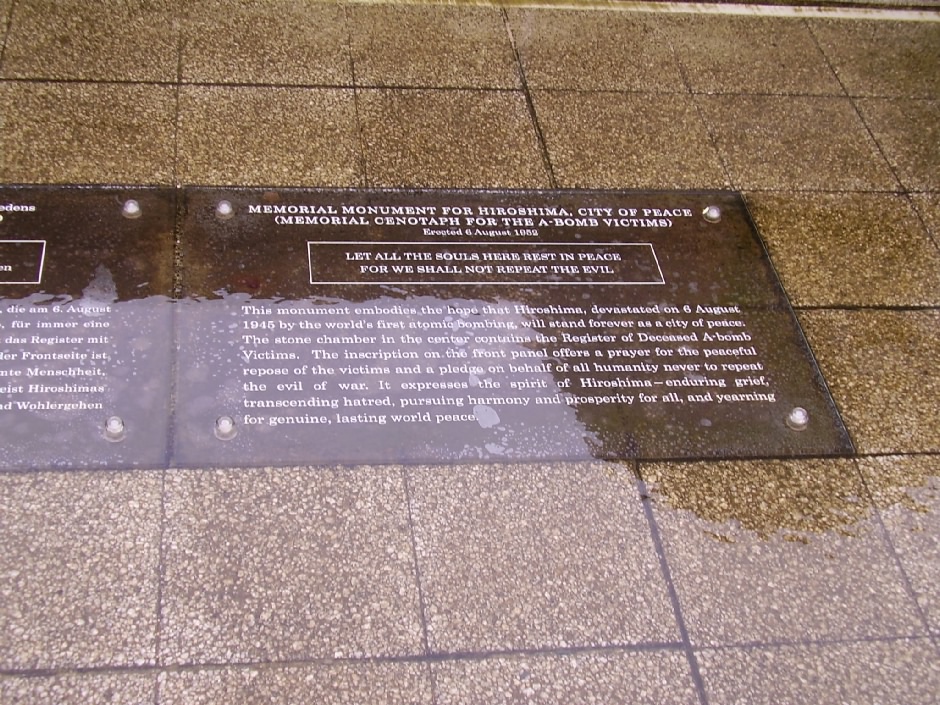 edens
en
, die am 6. August
, für immer eine
das Register mit
der Frontseite ist
nte Menschheit,
eist Hiroshimas
nd Wohlergehen
MEMORIAL MONUMENT FOR HIROSHIMA, CITY OF PEACE
(MEMORIAL CENOTAPH FOR THE A-BOMB VICTIMS)
Erected 6 August 1952
LET ALL THE SOULS HERE REST IN PEACE
FOR WE SHALL NOT REPEAT THE EVIL
This monument embodies the hope that Hiroshima, devastated on 6 August
1945 by the world's first atomic bombing, will stand forever as a city of peace.
The stone chamber in the center contains the Register of Deceased A-bomb
Victims. The inscription on the front panel offers a prayer for the peaceful
repose of the victims and a pledge on behalf of all humanity never to repeat
the evil of war. It expresses the spirit of Hiroshima—enduring grief,
transcending hatred, pursuing harmony and prosperity for all, and yearning
for genuine, lasting world peace.